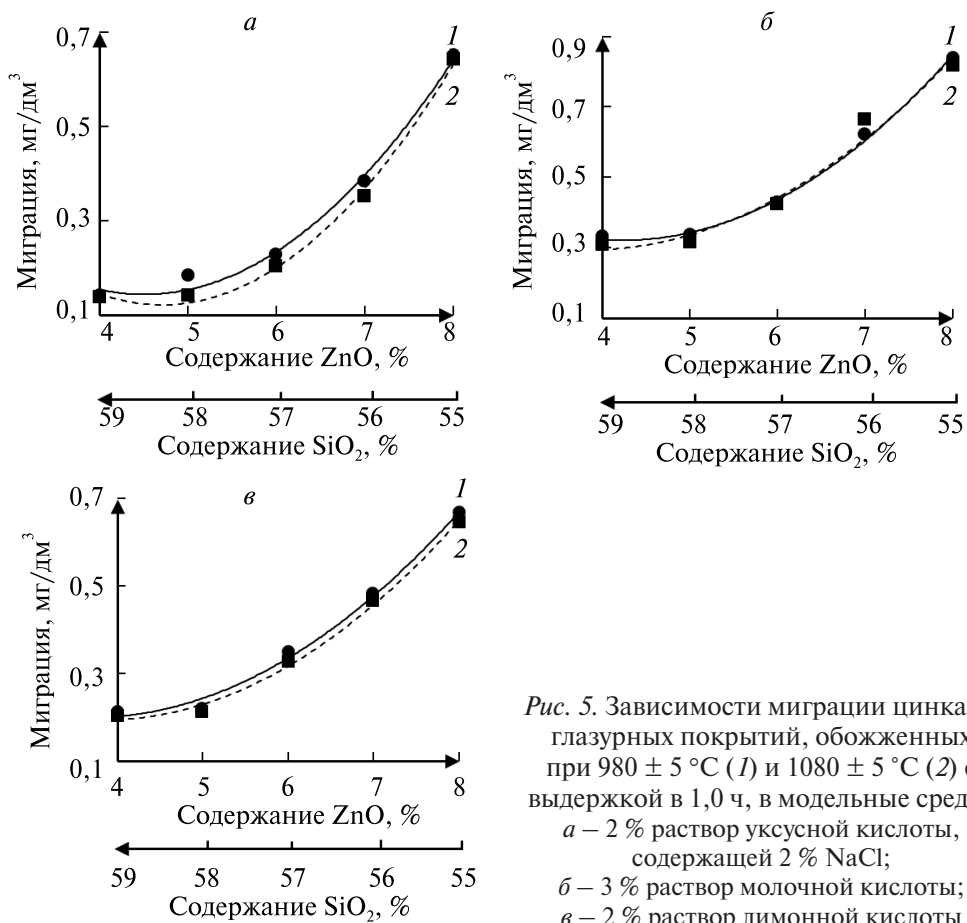 а
0,7
0,5
0,3
0,1
Миграция, мг/дм³
1
2
4 5 6 7 8
Содержание ZnO, %
59 58 57 56 55
Содержание SiO₂, %
б
0,9
0,7
0,5
0,3
0,1
Миграция, мг/дм³
1
2
4 5 6 7 8
Содержание ZnO, %
59 58 57 56 55
Содержание SiO₂, %
в
0,7
0,5
0,3
0,1
Миграция, мг/дм³
1
2
4 5 6 7 8
Содержание ZnO, %
59 58 57 56 55
Содержание SiO₂, %
Рис. 5. Зависимости миграции цинка
глазурных покрытий, обожженных
при 980 ± 5 °C (1) и 1080 ± 5 °C (2) с
выдержкой в 1,0 ч, в модельные сред
а – 2 % раствор уксусной кислоты,
содержащей 2 % NaCl;
б – 3 % раствор молочной кислоты;
в – 2 % раствор лимонной кислоты